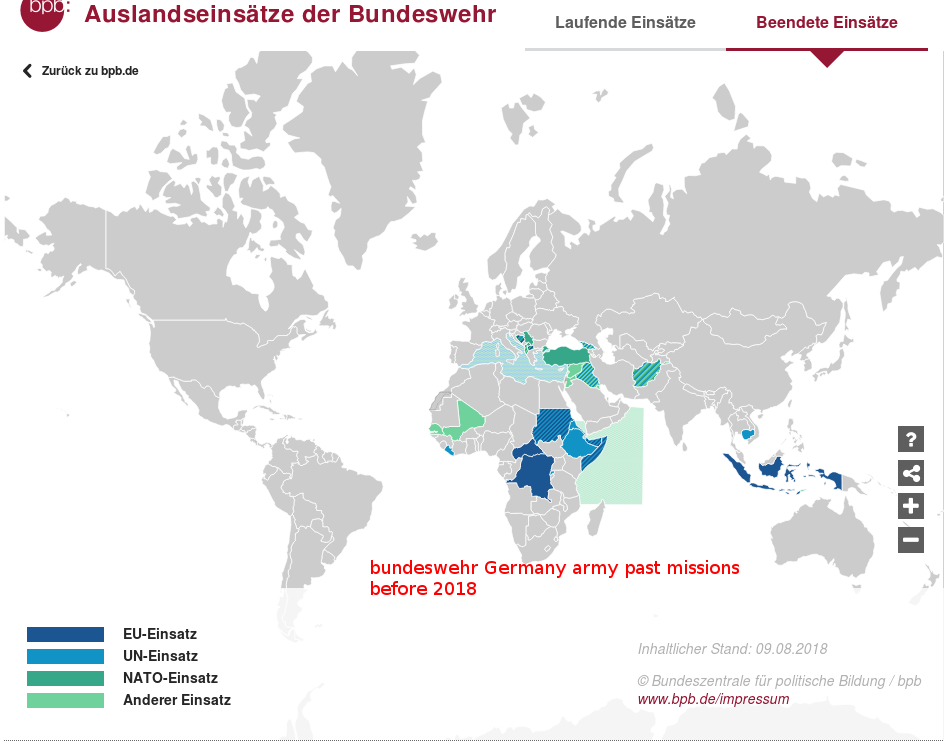 bpb:
Auslandseinsätze der Bundeswehr
Laufende Einsätze
Beendete Einsätze
Zurück zu bpb.de
?
bundeswehr Germany army past missions
before 2018
EU-Einsatz
UN-Einsatz
NATO-Einsatz
Anderer Einsatz
Inhaltlicher Stand: 09.08.2018
© Bundeszentrale für politische Bildung / bpb
www.bpb.de/impressum